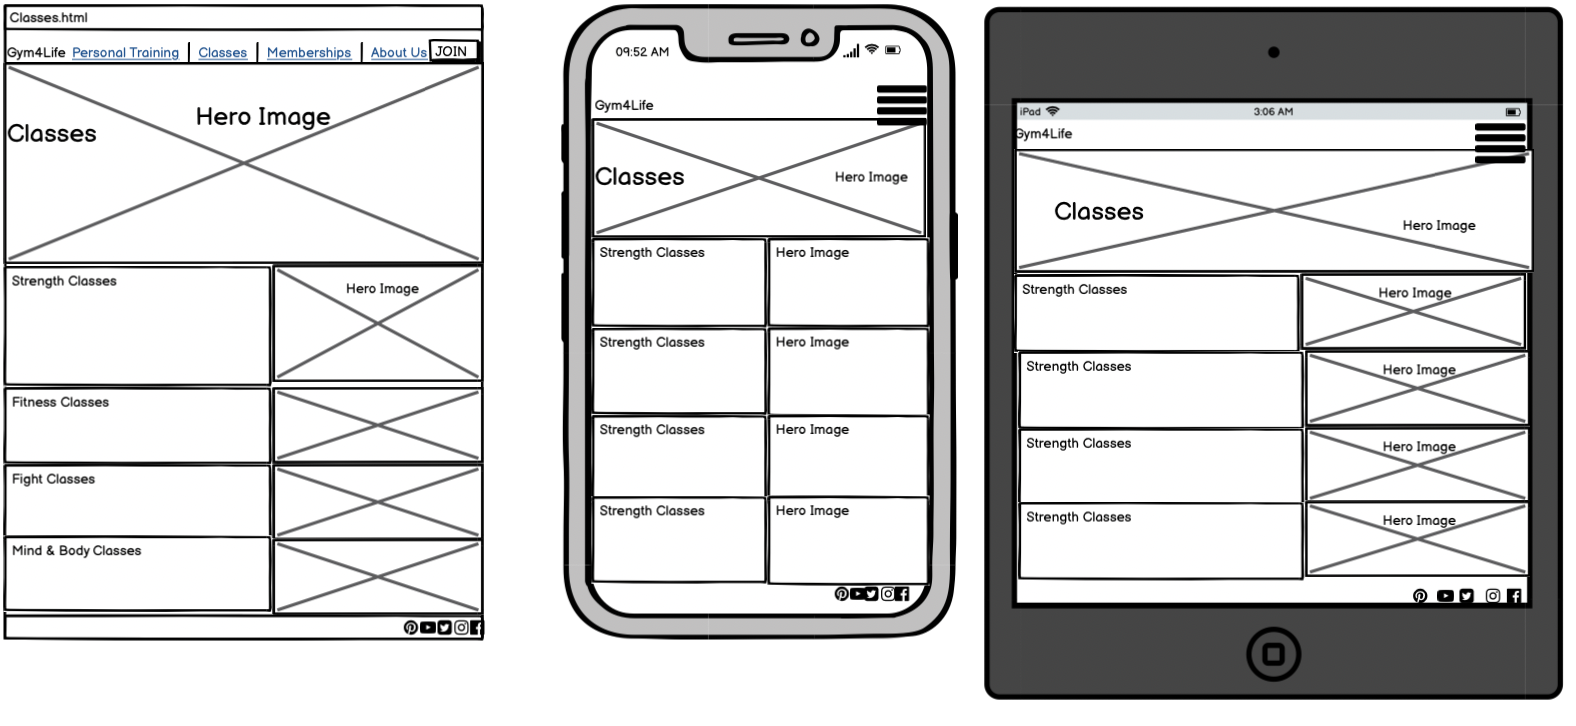 Classes.html
Gym4Life Personal Training Classes Memberships About Us JOIN
Hero Image
Classes
Strength Classes
Hero Image
Fitness Classes
Fight Classes
Mind & Body Classes
09:52 AM
Gym4Life
Classes
Hero Image
Strength Classes
Hero Image
Strength Classes
Hero Image
Strength Classes
Hero Image
Strength Classes
Hero Image
iPad
3:06 AM
Gym4Life
Classes
Hero Image
Strength Classes
Hero Image
Strength Classes
Hero Image
Strength Classes
Hero Image
Strength Classes
Hero Image